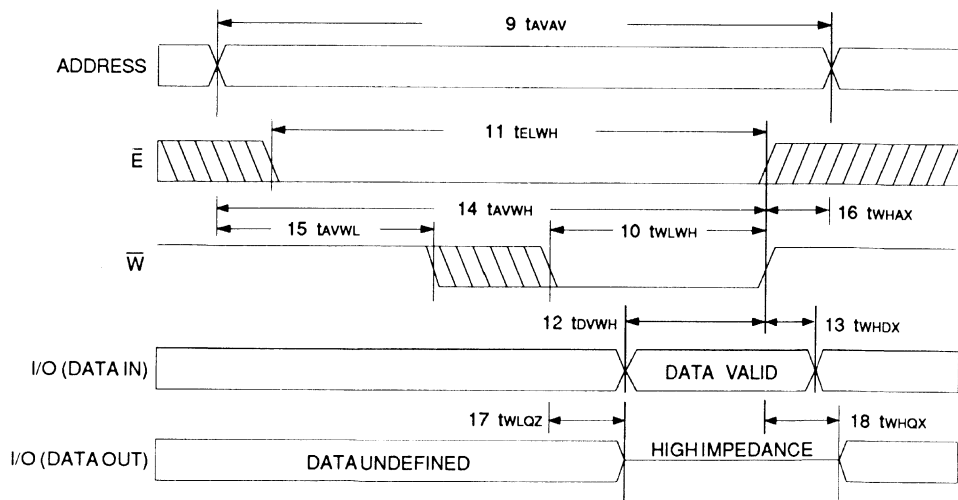 9 tAVAV
ADDRESS
11 tELWH
E̅
14 tAVWH
16 tWHAX
15 tAVWL
10 tWLWH
W̅
12 tDVWH
13 tWHDX
I/O (DATA IN)
DATA VALID
17 tWLQZ
18 tWHQX
I/O (DATA OUT)
DATA UNDEFINED
HIGH IMPEDANCE